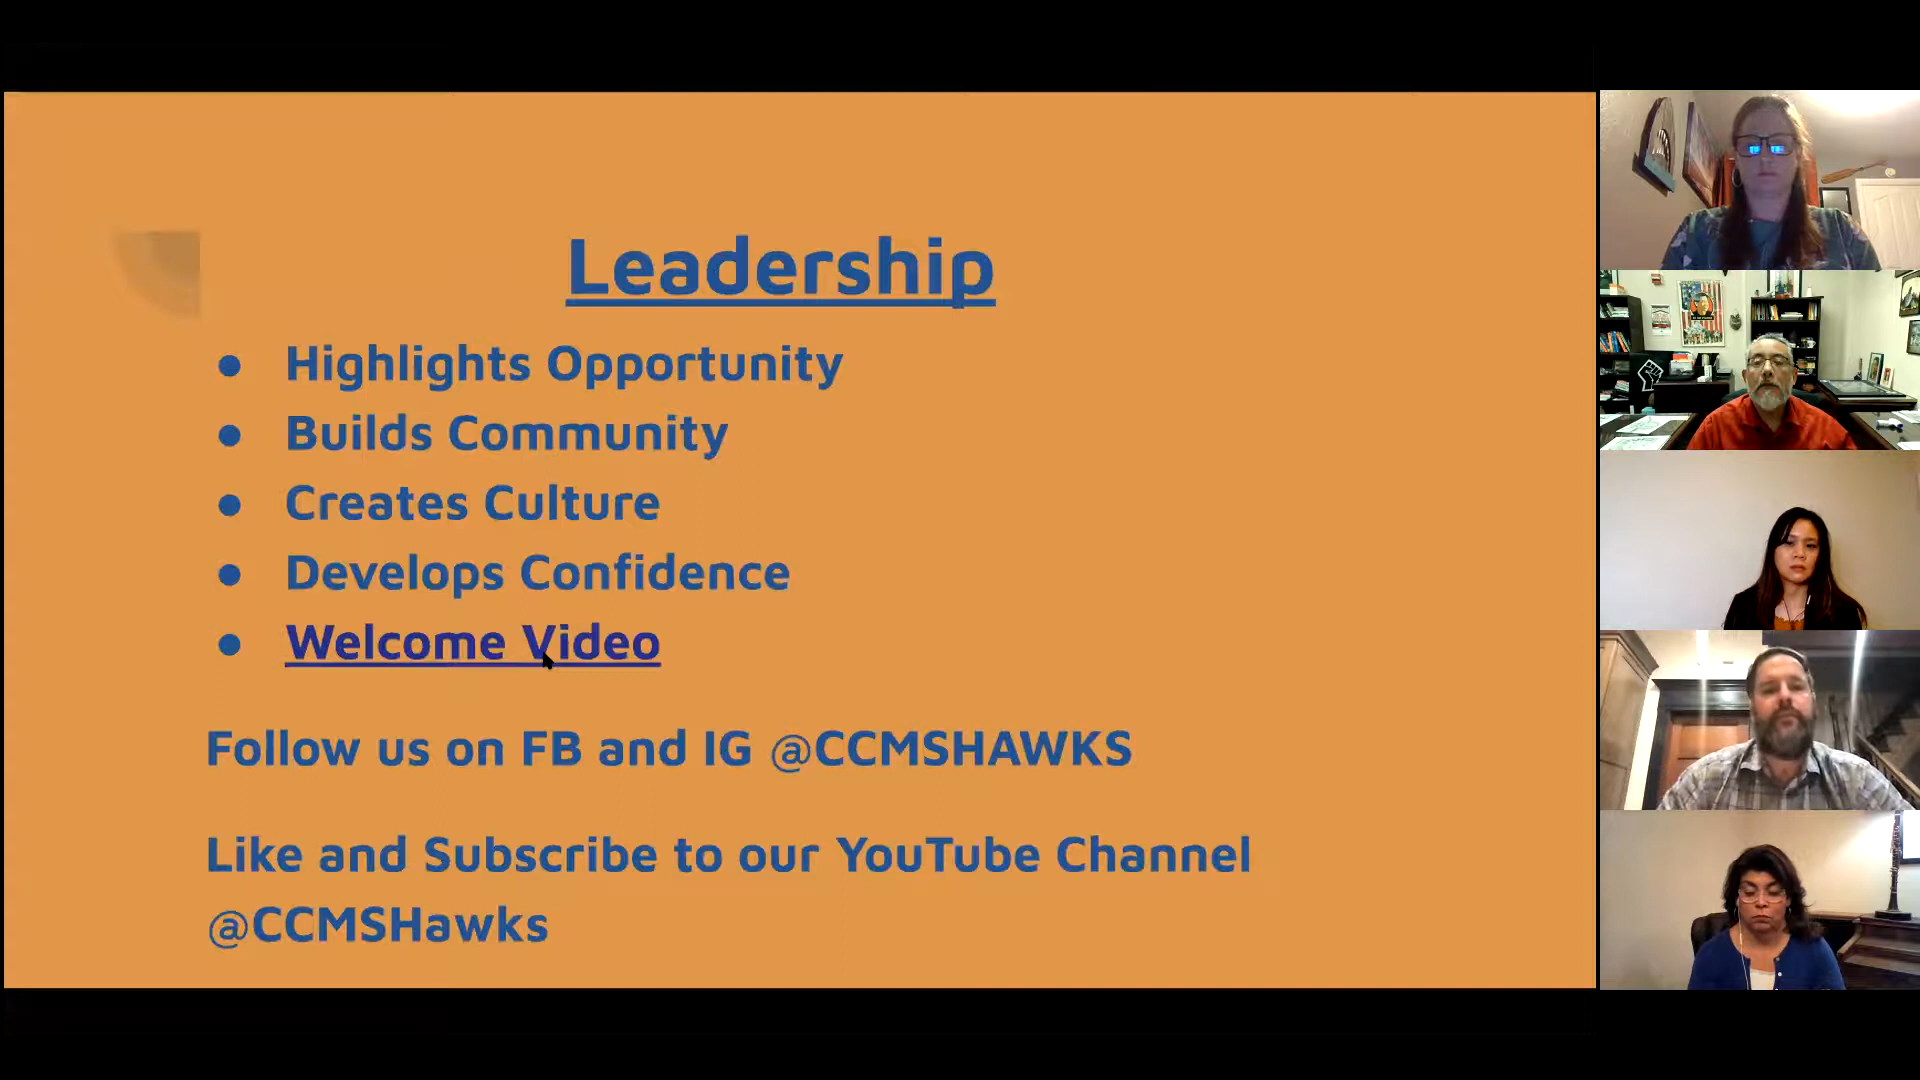 Leadership
● Highlights Opportunity
● Builds Community
● Creates Culture
● Develops Confidence
● Welcome Video
Follow us on FB and IG @CCMSHAWKS
Like and Subscribe to our YouTube Channel
@CCMSHawks